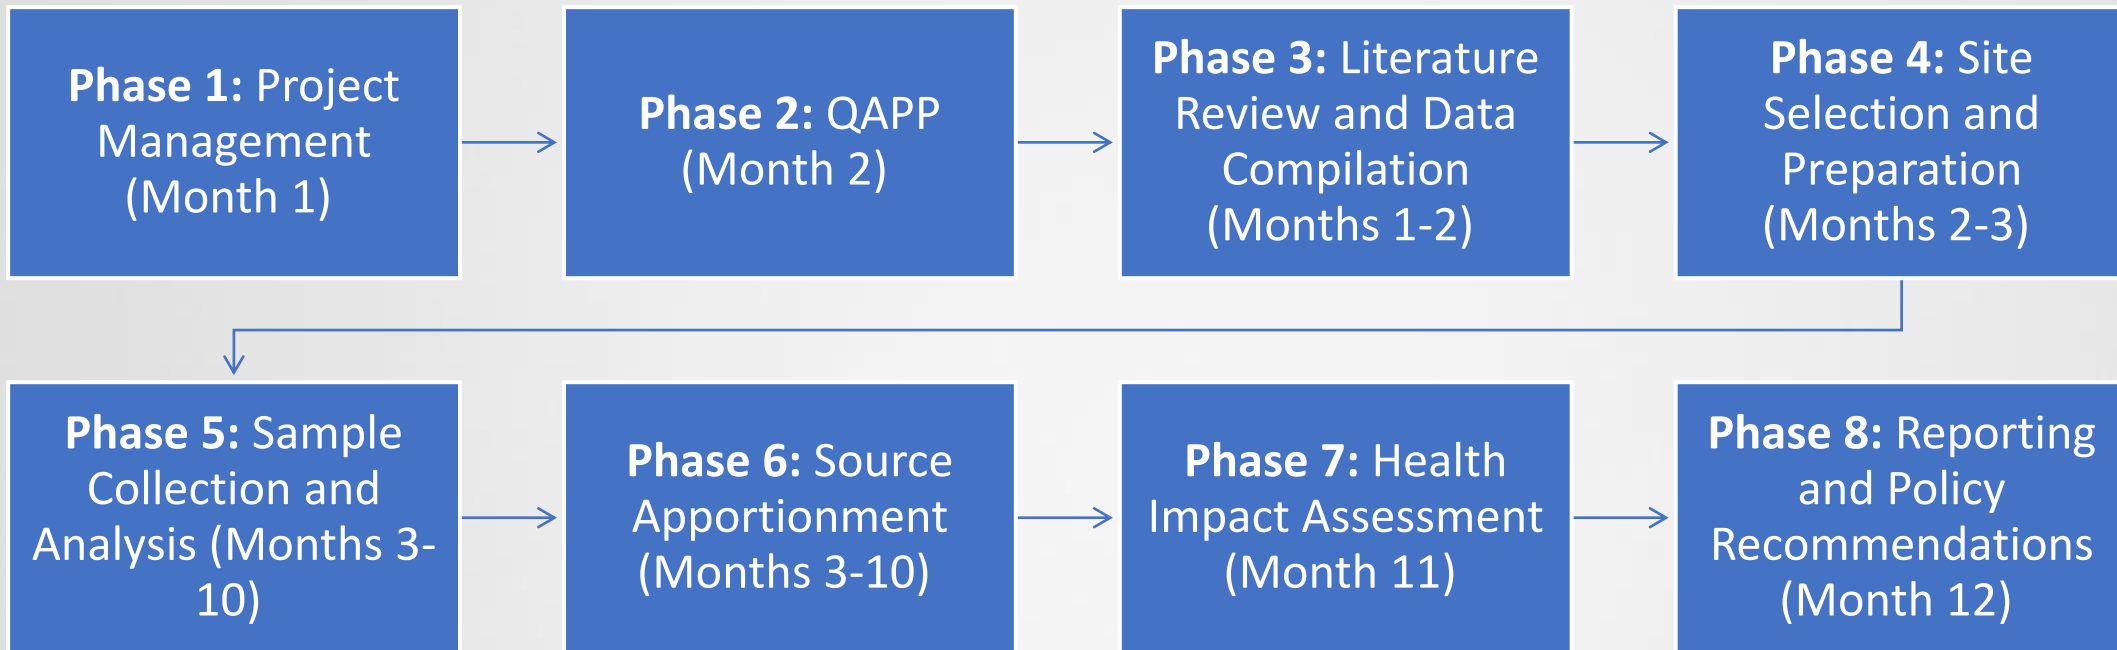 Phase 1: Project
Management
(Month 1)
Phase 2: QAPP
(Month 2)
Phase 3: Literature
Review and Data
Compilation
(Months 1-2)
Phase 4: Site
Selection and
Preparation
(Months 2-3)
Phase 5: Sample
Collection and
Analysis (Months 3-
10)
Phase 6: Source
Apportionment
(Months 3-10)
Phase 7: Health
Impact Assessment
(Month 11)
Phase 8: Reporting
and Policy
Recommendations
(Month 12)